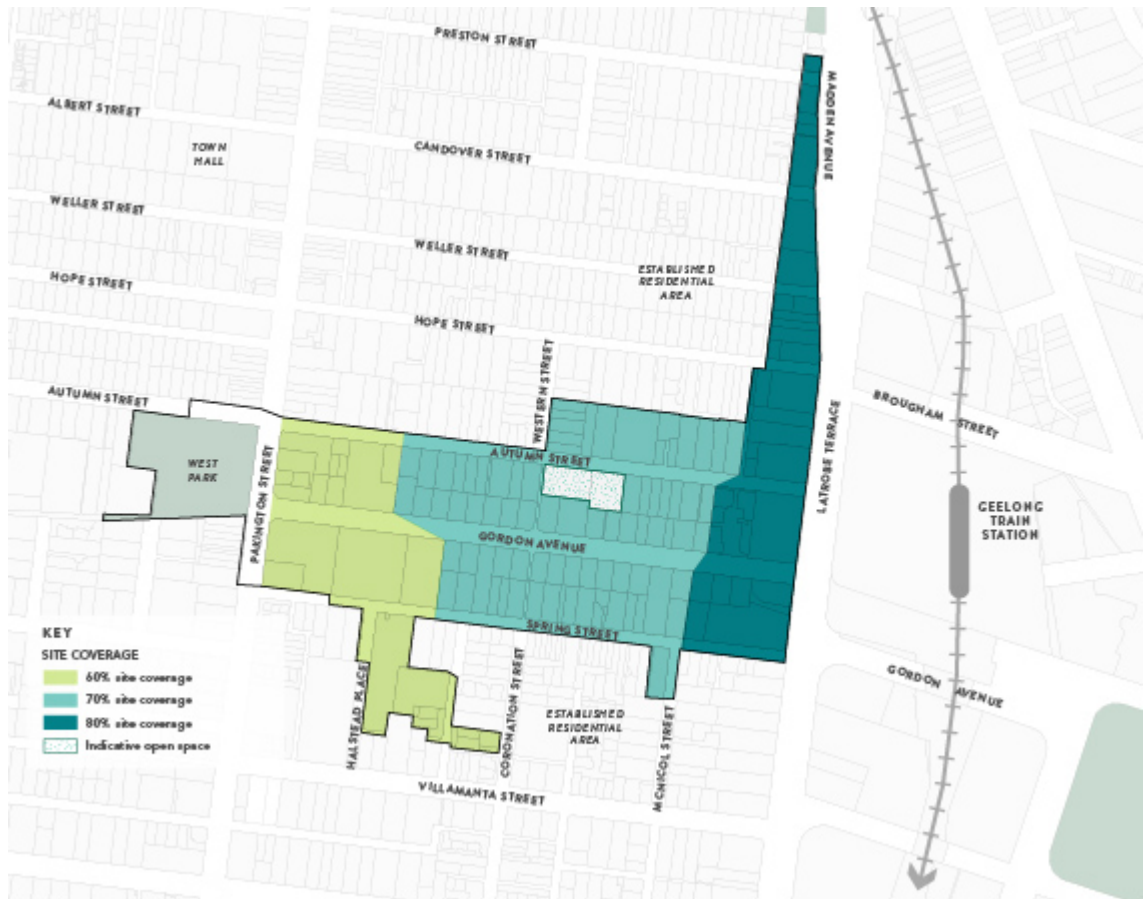 PRESTON STREET
MADDEN AVENUE
ALBERT STREET
TOWN
HALL
CANDOVER STREET
WELLER STREET
WELLER STREET
ESTABLISHED
RESIDENTIAL
AREA
HOPE STREET
HOPE STREET
WESTERN STREET
AUTUMN STREET
BROUGHAM STREET
LATROBE TERRACE
AUTUMN STREET
WEST
PARK
PAKINGTON STREET
GEELONG
TRAIN
STATION
GORDON AVENUE
SPRING STREET
KEY
SITE COVERAGE
60% site coverage
70% site coverage
80% site coverage
Indicative open space
HALSTEAD PLACE
CORONATION STREET
ESTABLISHED
RESIDENTIAL
AREA
MCNICOL STREET
GORDON AVENUE
VILLAMANTA STREET